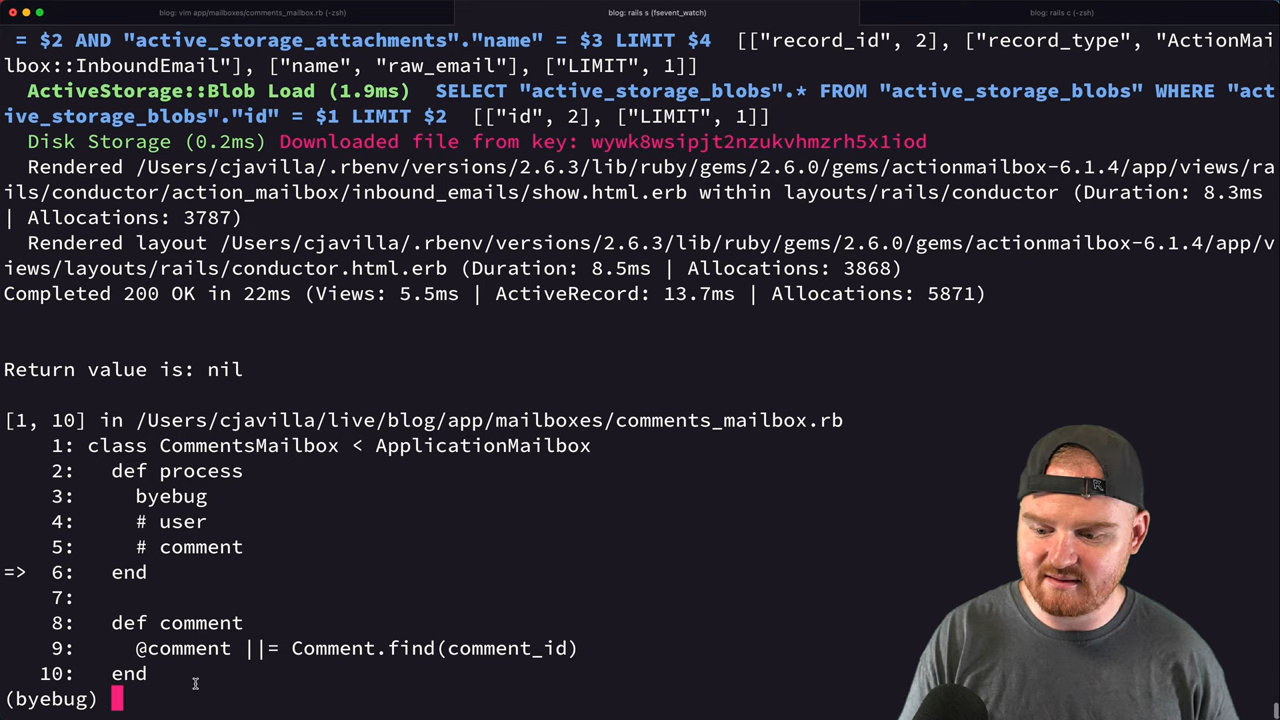 blog: vim app/mailboxes/comments_mailbox.rb (-zsh)
blog: rails s (fsevent_watch)
blog: rails c (-zsh)
= $2 AND "active_storage_attachments"."name" = $3 LIMIT $4  [["record_id", 2], ["record_type", "ActionMai
lbox::InboundEmail"], ["name", "raw_email"], ["LIMIT", 1]]
ActiveStorage::Blob Load (1.9ms)  SELECT "active_storage_blobs".* FROM "active_storage_blobs" WHERE "act
ive_storage_blobs"."id" = $1 LIMIT $2  [["id", 2], ["LIMIT", 1]]
Disk Storage (0.2ms) Downloaded file from key: wywk8wsipjt2nzukvhmzrh5x1iod
Rendered /Users/cjavilla/.rbenv/versions/2.6.3/lib/ruby/gems/2.6.0/gems/actionmailbox-6.1.4/app/views/ra
ils/conductor/action_mailbox/inbound_emails/show.html.erb within layouts/rails/conductor (Duration: 8.3ms
| Allocations: 3787)
Rendered layout /Users/cjavilla/.rbenv/versions/2.6.3/lib/ruby/gems/2.6.0/gems/actionmailbox-6.1.4/app/v
iews/layouts/rails/conductor.html.erb (Duration: 8.5ms | Allocations: 3868)
Completed 200 OK in 22ms (Views: 5.5ms | ActiveRecord: 13.7ms | Allocations: 5871)
Return value is: nil
[1, 10] in /Users/cjavilla/live/blog/app/mailboxes/comments_mailbox.rb
1: class CommentsMailbox < ApplicationMailbox
2:   def process
3:     byebug
4:     # user
5:     # comment
=>  6:   end
7:
8:   def comment
9:     @comment ||= Comment.find(comment_id)
10:   end
(byebug)